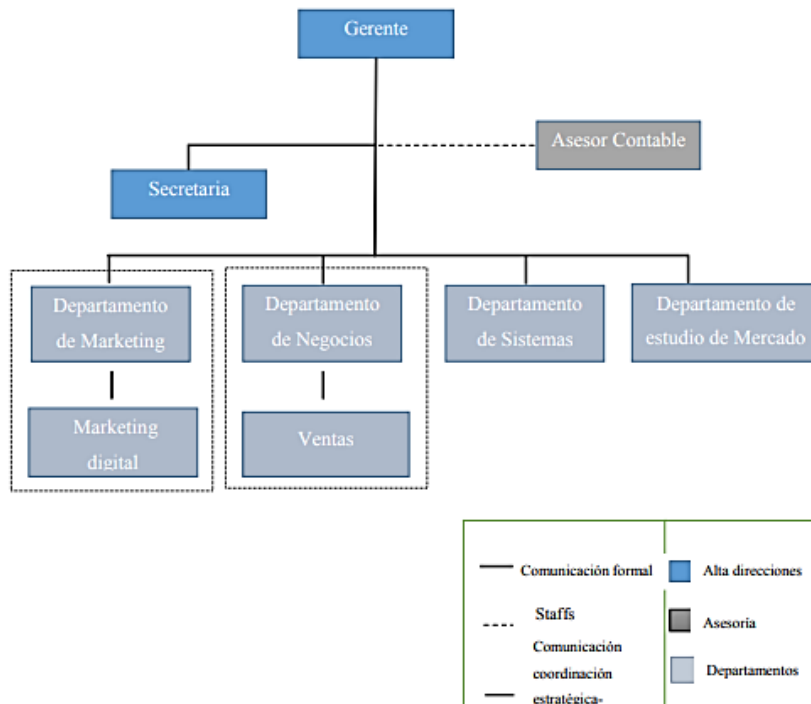 Gerente
Asesor Contable
Secretaria
Departamento
de Marketing
Departamento
de Negocios
Departamento
de Sistemas
Departamento de
estudio de Mercado
Marketing
digital
Ventas
Comunicación formal
Alta direcciones
Staffs
Asesoría
Comunicación
coordinación
estratégica-
Departamentos